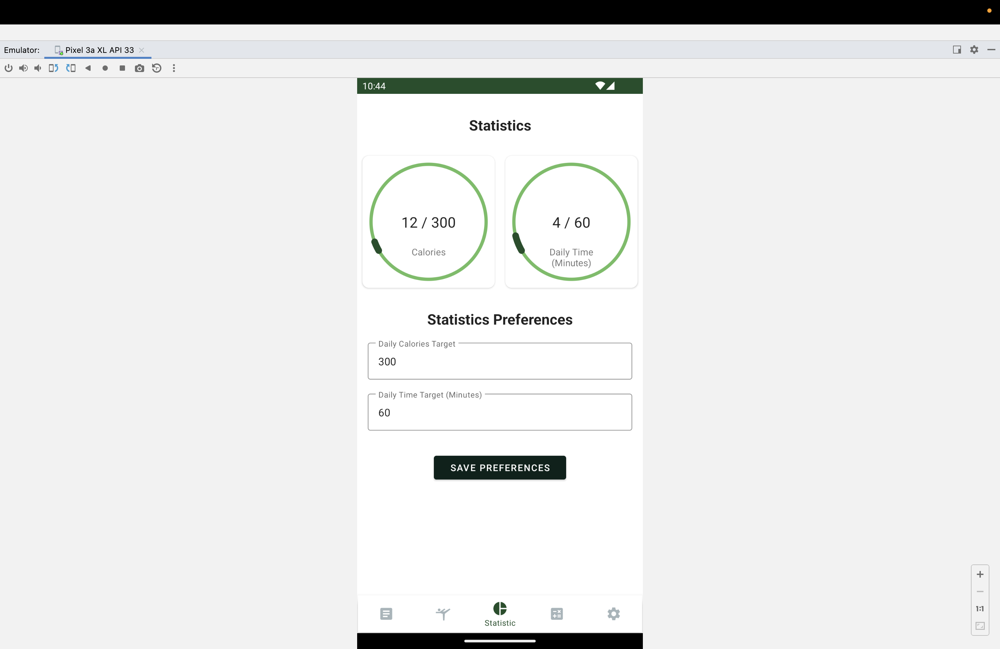 Emulator: Pixel 3a XL API 33
10:44
Statistics
12 / 300
Calories
4 / 60
Daily Time
(Minutes)
Statistics Preferences
Daily Calories Target
300
Daily Time Target (Minutes)
60
SAVE PREFERENCES
Statistic
1:1